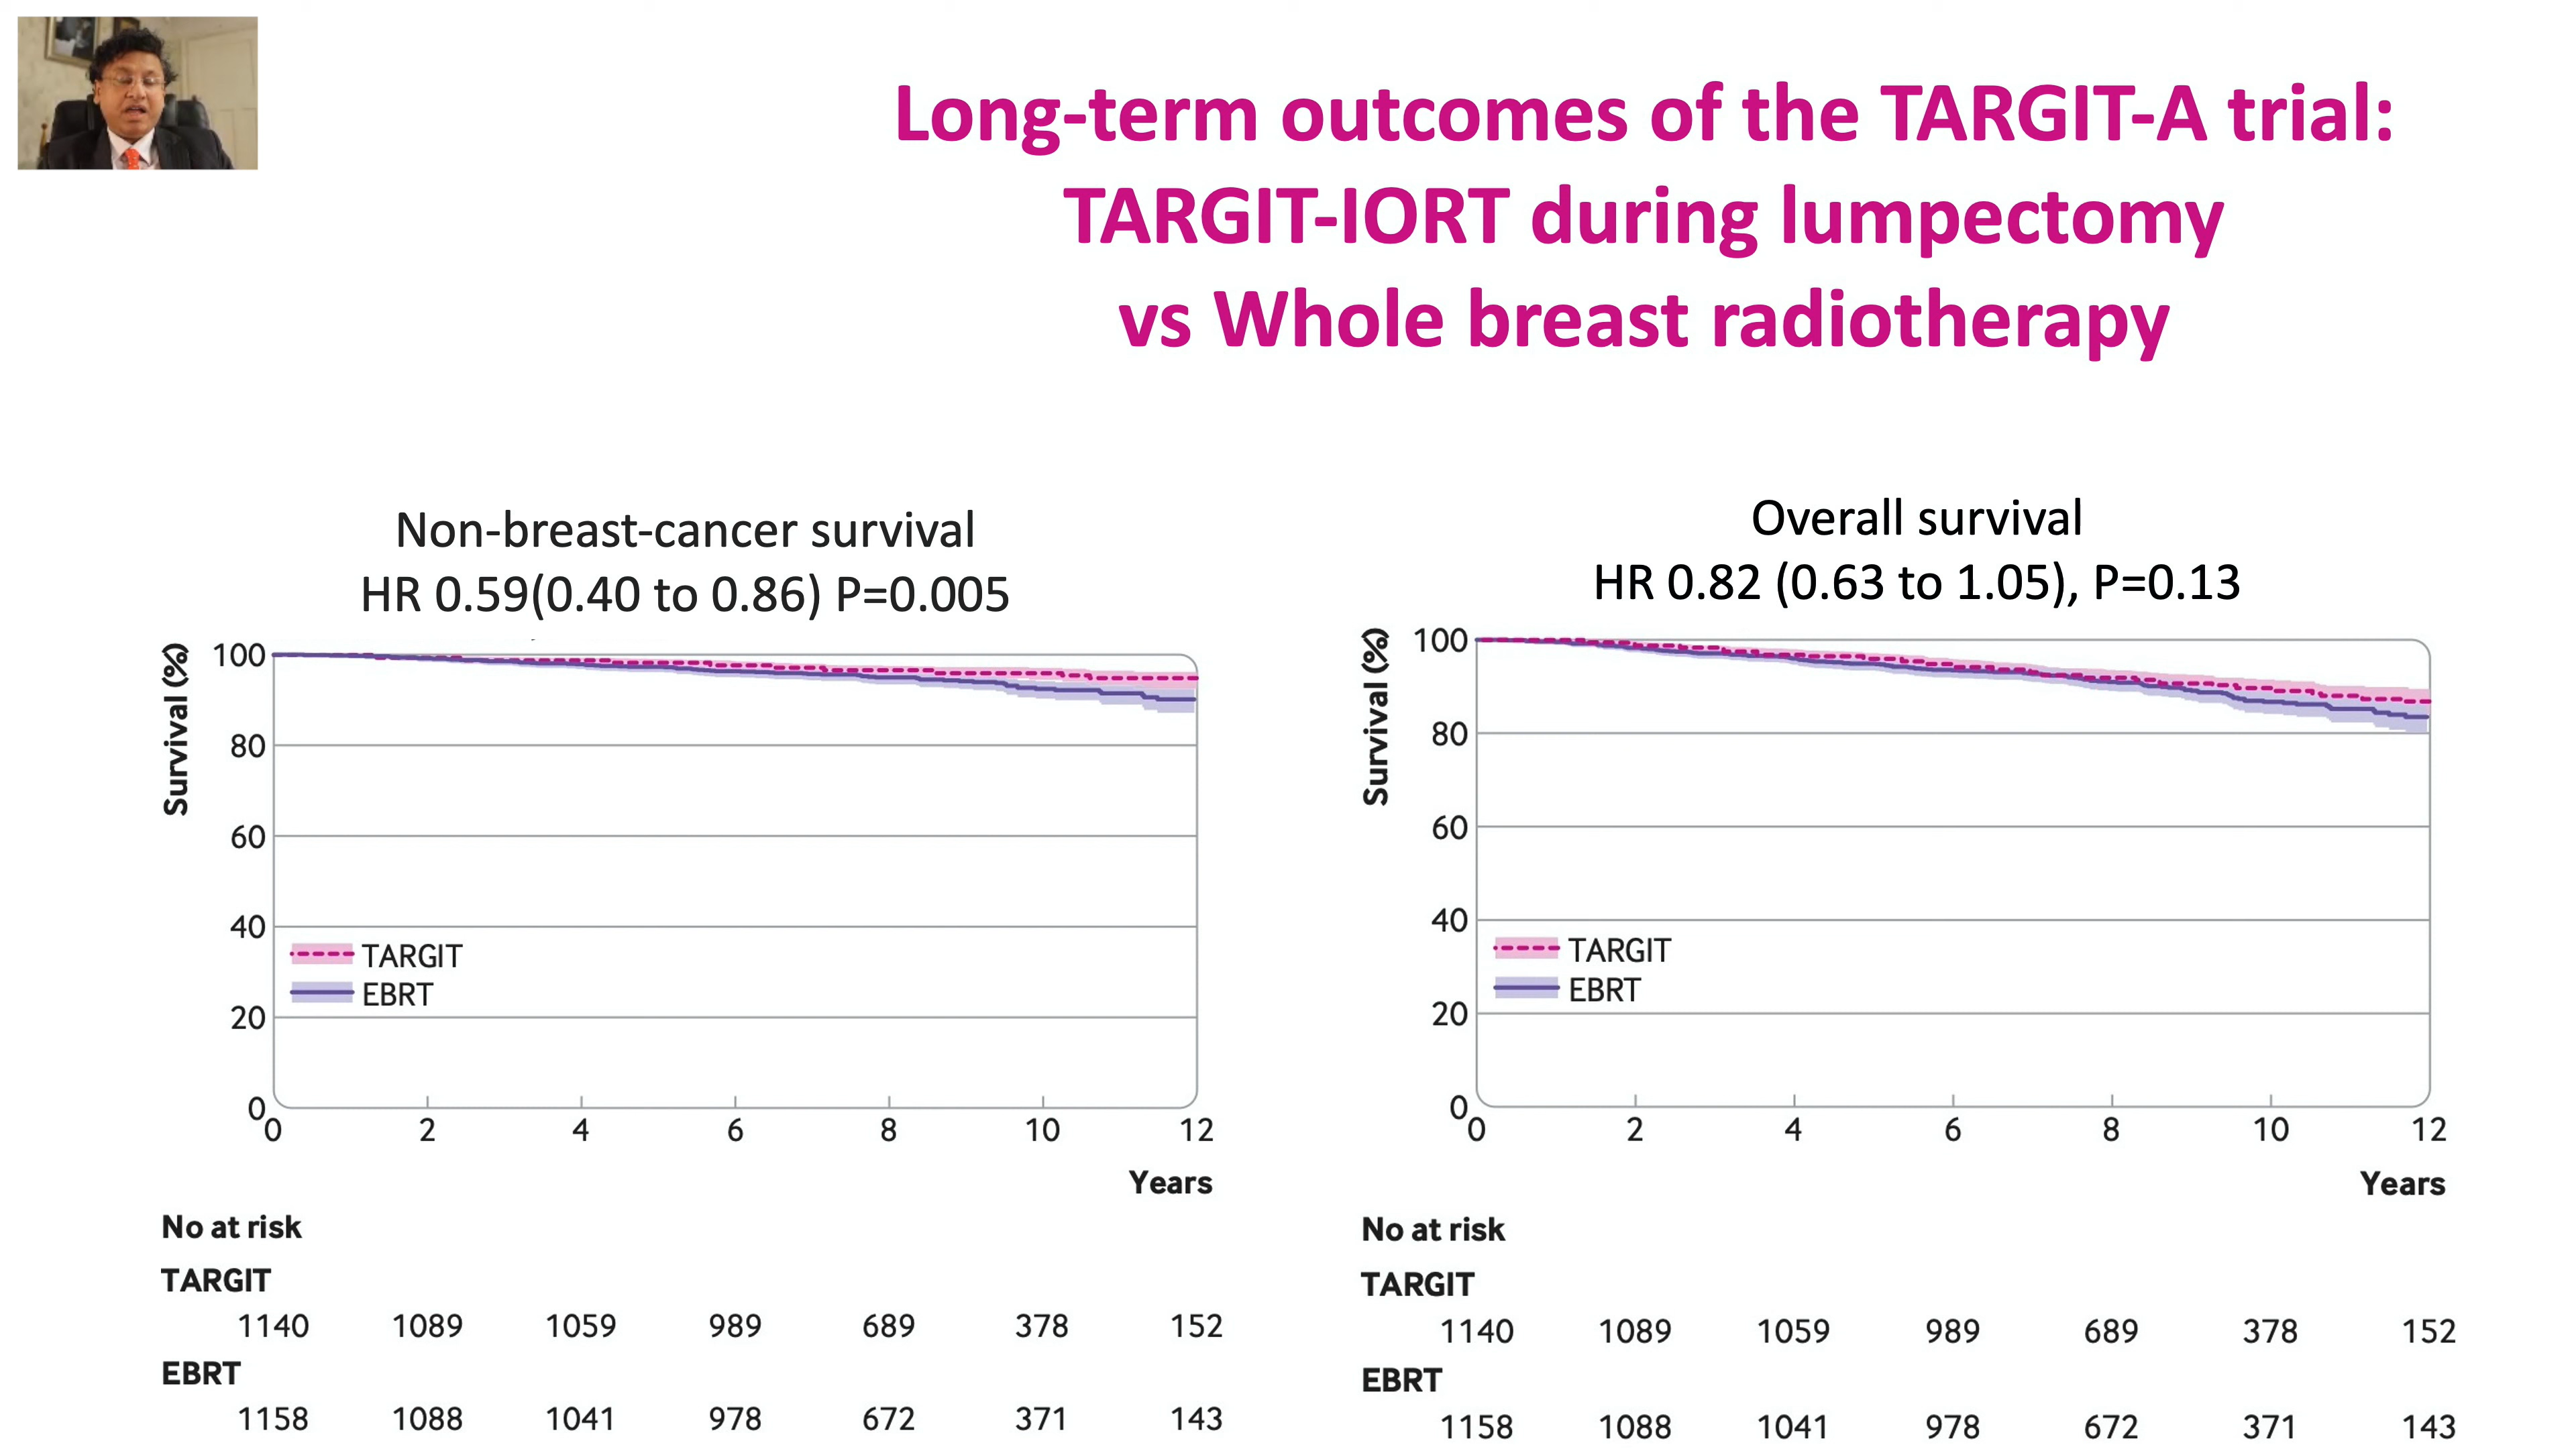 Long-term outcomes of the TARGIT-A trial:
TARGIT-IORT during lumpectomy
vs Whole breast radiotherapy
Non-breast-cancer survival
HR 0.59(0.40 to 0.86) P=0.005
Survival (%)
100
80
60
40
20
0
TARGIT
EBRT
0 2 4 6 8 10 12
Years
No at risk
TARGIT
1140 1089 1059 989 689 378 152
EBRT
1158 1088 1041 978 672 371 143
Overall survival
HR 0.82 (0.63 to 1.05), P=0.13
Survival (%)
100
80
60
40
20
0
TARGIT
EBRT
0 2 4 6 8 10 12
Years
No at risk
TARGIT
1140 1089 1059 989 689 378 152
EBRT
1158 1088 1041 978 672 371 143